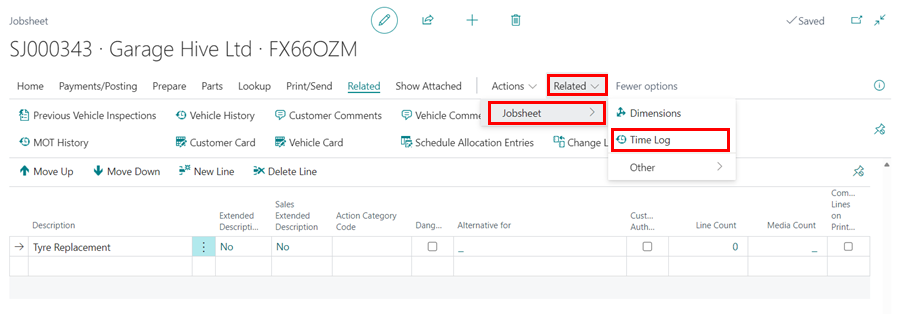 Jobsheet
Saved
SJ000343 · Garage Hive Ltd · FX66OZM
Home Payments/Posting Prepare Parts Lookup Print/Send Related Show Attached Actions Related Fewer options
Previous Vehicle Inspections Vehicle History Customer Comments Vehicle Comme Jobsheet Dimensions
MOT History Customer Card Vehicle Card Schedule Allocation Entries Change L Time Log
Other
Move Up Move Down New Line Delete Line
Description
Extended
Descripti...
Sales
Extended
Description
Action Category
Code
Dang...
Alternative for
Cust...
Auth...
Line Count
Media Count
Com...
Lines
on
Print...
Tyre Replacement No No _ 0 _